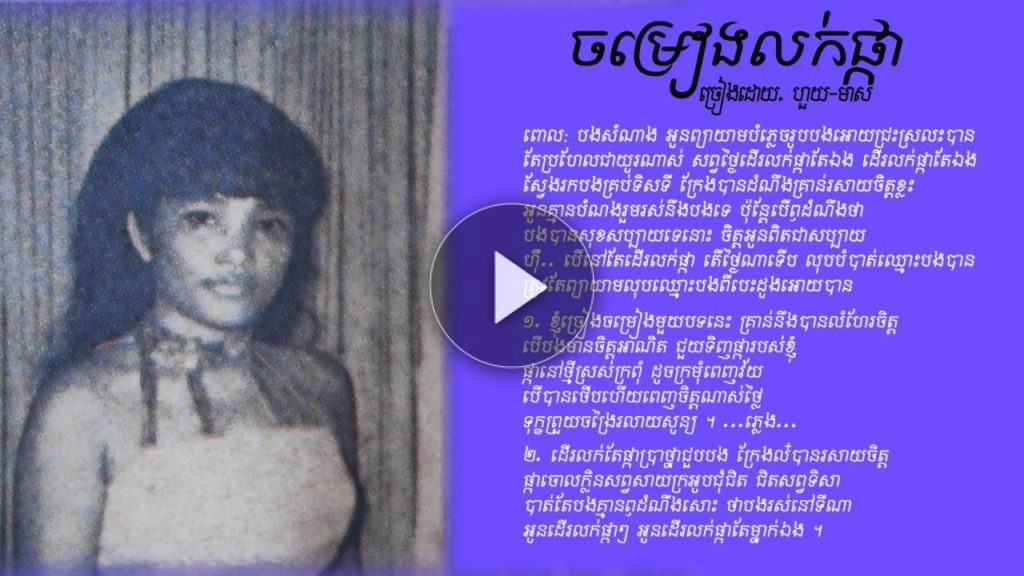 ចម្រៀងលក់ផ្កា
ច្រៀងដោយ. ហួយ-មាស
ពោល: បងសំណាង អូនព្យាយាមបំភ្លេចរូបបងអោយជ្រះស្រលះបាន
តែប្រហែលជាយូរណាស់ សព្វថ្ងៃដើរលក់ផ្កាតែឯង ដើរលក់ផ្កាតែឯង
ស្វែងរកបងគ្រប់ទិសទី ក្រែងបានដំណឹងគ្រាន់រសាយចិត្តខ្លះ
អូនគ្មានបំណងរួមរស់នឹងបងទេ ប៉ុន្តែបើឮដំណឹងថា
បងបានសុខសប្បាយទេនោះ ចិត្តអូនពិតជាសប្បាយ
ហ៊ឺ.. បើនៅតែដើរលក់ផ្កា តើថ្ងៃណាទើប លុបបំបាត់ឈ្មោះបងបាន
ត្រូវតែព្យាយាមលុបឈ្មោះបងពីបេះដូងអោយបាន
១. ខ្ញុំច្រៀងចម្រៀងមួយបទនេះ គ្រាន់នឹងបានលំហែរចិត្ត
បើបងមានចិត្តអាណិត ជួយទិញផ្ការបស់ខ្ញុំ
ផ្កានៅថ្មីស្រស់ក្រពុំ ដូចក្រមុំពេញវ័យ
បើបានថើបហើយពេញចិត្តណាស់ថ្លៃ
ទុក្ខព្រួយចង្រៃរលាយសូន្យ ។ ...ភ្លេង...
២. ដើរលក់តែផ្កាប្រាថ្នាជួបបង ក្រែងល៎បានរសាយចិត្ត
ផ្កាចោលក្លិនសព្វសាយក្រអូបជុំជិត ជិតសព្វទិសា
បាត់តែបងគ្មានឮដំណឹងសោះ ថាបងរស់នៅទីណា
អូនដើរលក់ផ្កាៗ អូនដើរលក់ផ្កាតែម្នាក់ឯង ។